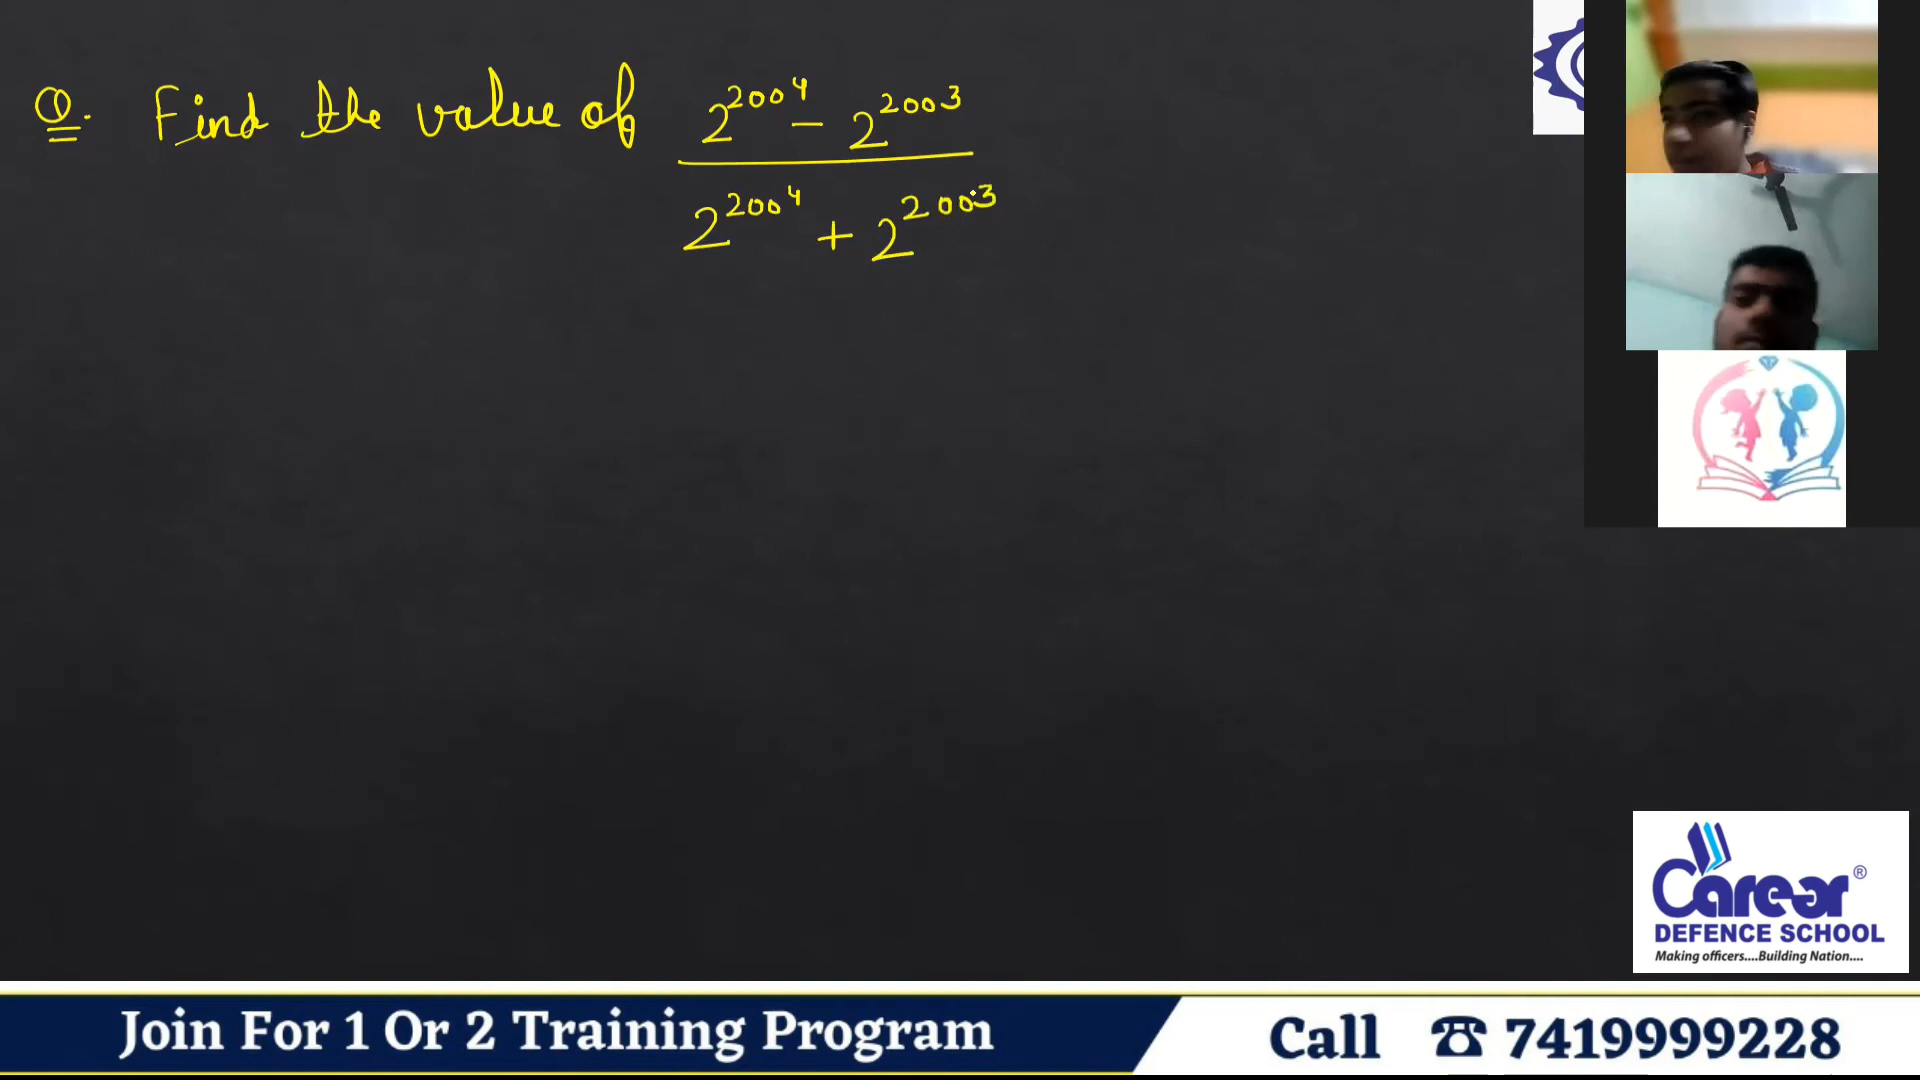 Q. Find the value of 2^2004 - 2^2003
2^2004 + 2^2003
Carear®
DEFENCE SCHOOL
Making officers....Building Nation....
Join For 1 Or 2 Training Program
Call ☎ 7419999228